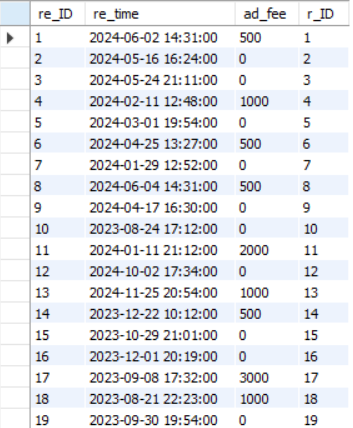 re_ID re_time ad_fee r_ID
1 2024-06-02 14:31:00 500 1
2 2024-05-16 16:24:00 0 2
3 2024-05-24 21:11:00 0 3
4 2024-02-11 12:48:00 1000 4
5 2024-03-01 19:54:00 0 5
6 2024-04-25 13:27:00 500 6
7 2024-01-29 12:52:00 0 7
8 2024-06-04 14:31:00 500 8
9 2024-04-17 16:30:00 0 9
10 2023-08-24 17:12:00 0 10
11 2024-01-11 21:12:00 2000 11
12 2024-10-02 17:34:00 0 12
13 2024-11-25 20:54:00 1000 13
14 2023-12-22 10:12:00 500 14
15 2023-10-29 21:01:00 0 15
16 2023-12-01 20:19:00 0 16
17 2023-09-08 17:32:00 3000 17
18 2023-08-21 22:23:00 1000 18
19 2023-09-30 19:54:00 0 19